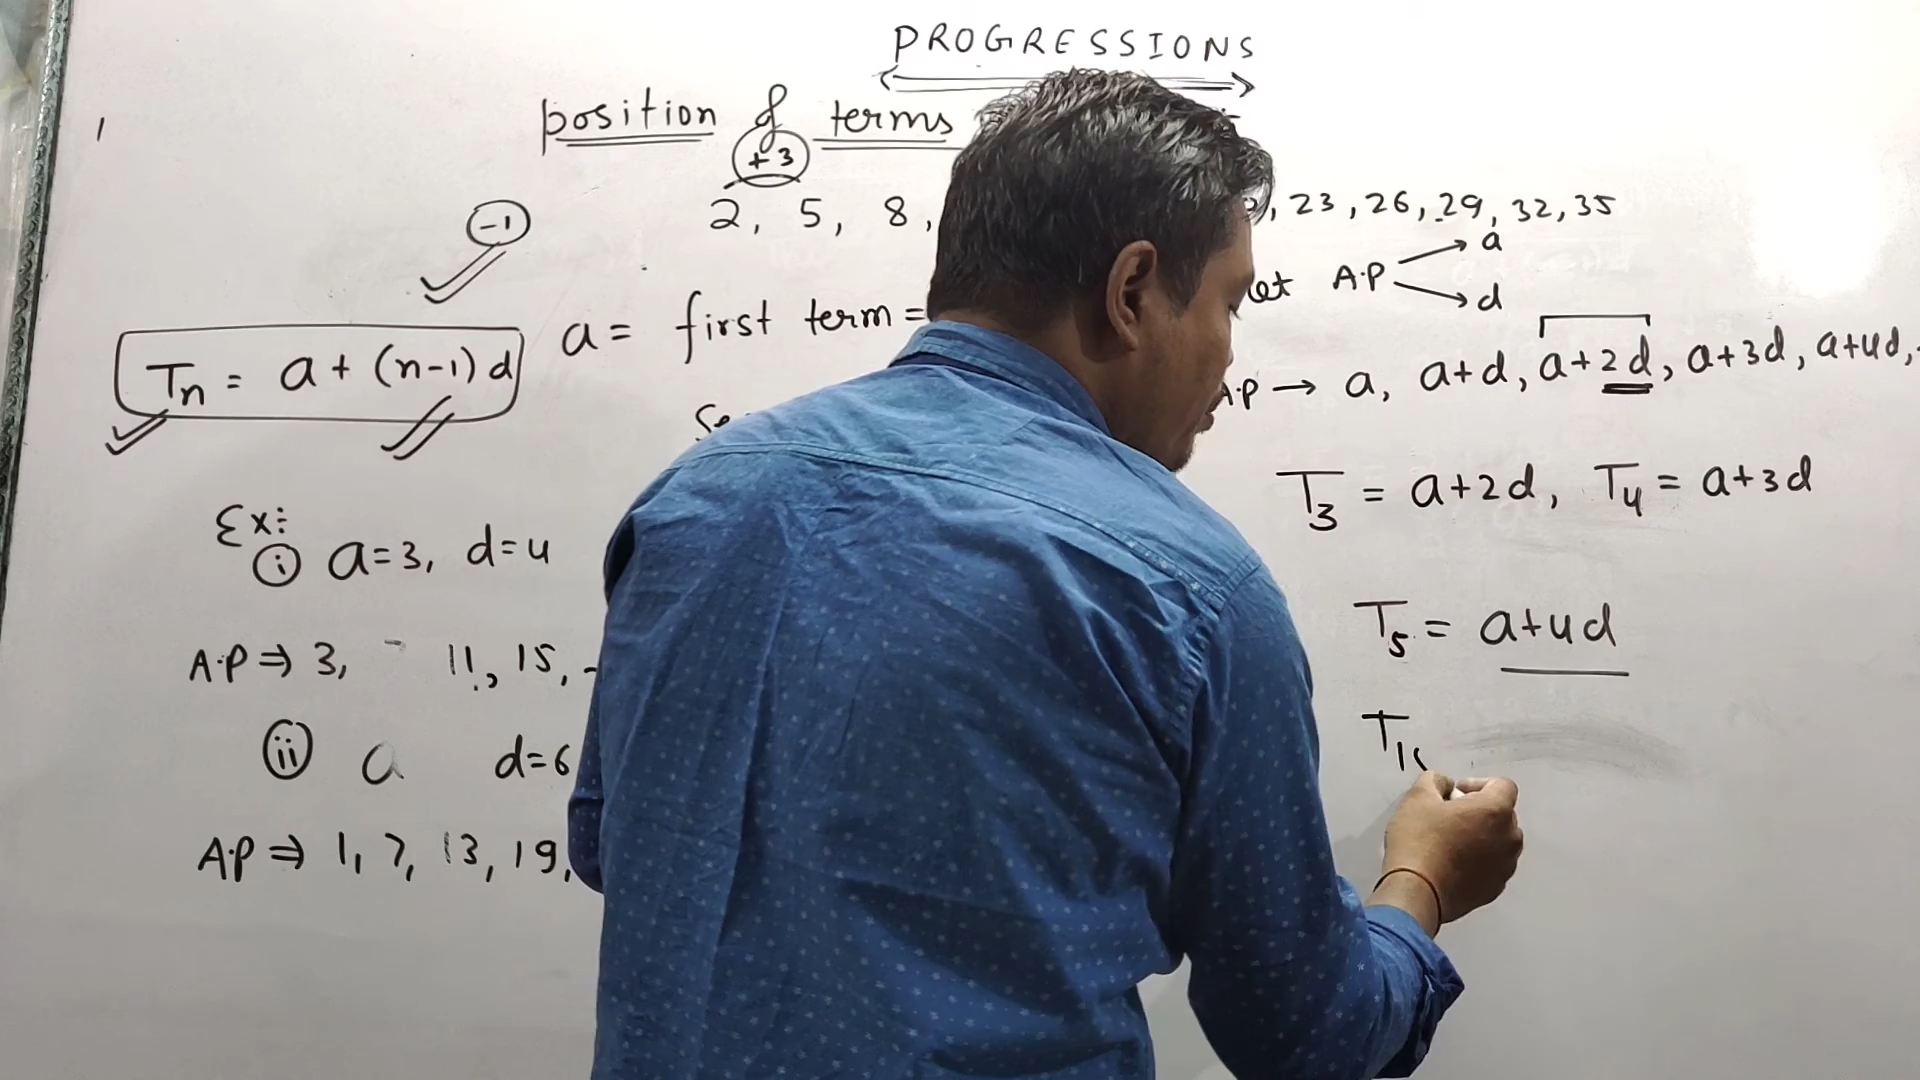 PROGRESSIONS
position of terms
+3
2, 5, 8, , 23, 26, 29, 32, 35
-1
let A.P a
d
a = first term =
Tn = a + (n-1) d
A.P → a, a+d, a+2d, a+3d, a+4d,
T3 = a+2d, T4 = a+3d
Ex:
i a=3, d=4
T5 = a+4d
A.P ⇒ 3, 11, 15,
ii a d=6
A.P ⇒ 1, 7, 13, 19,